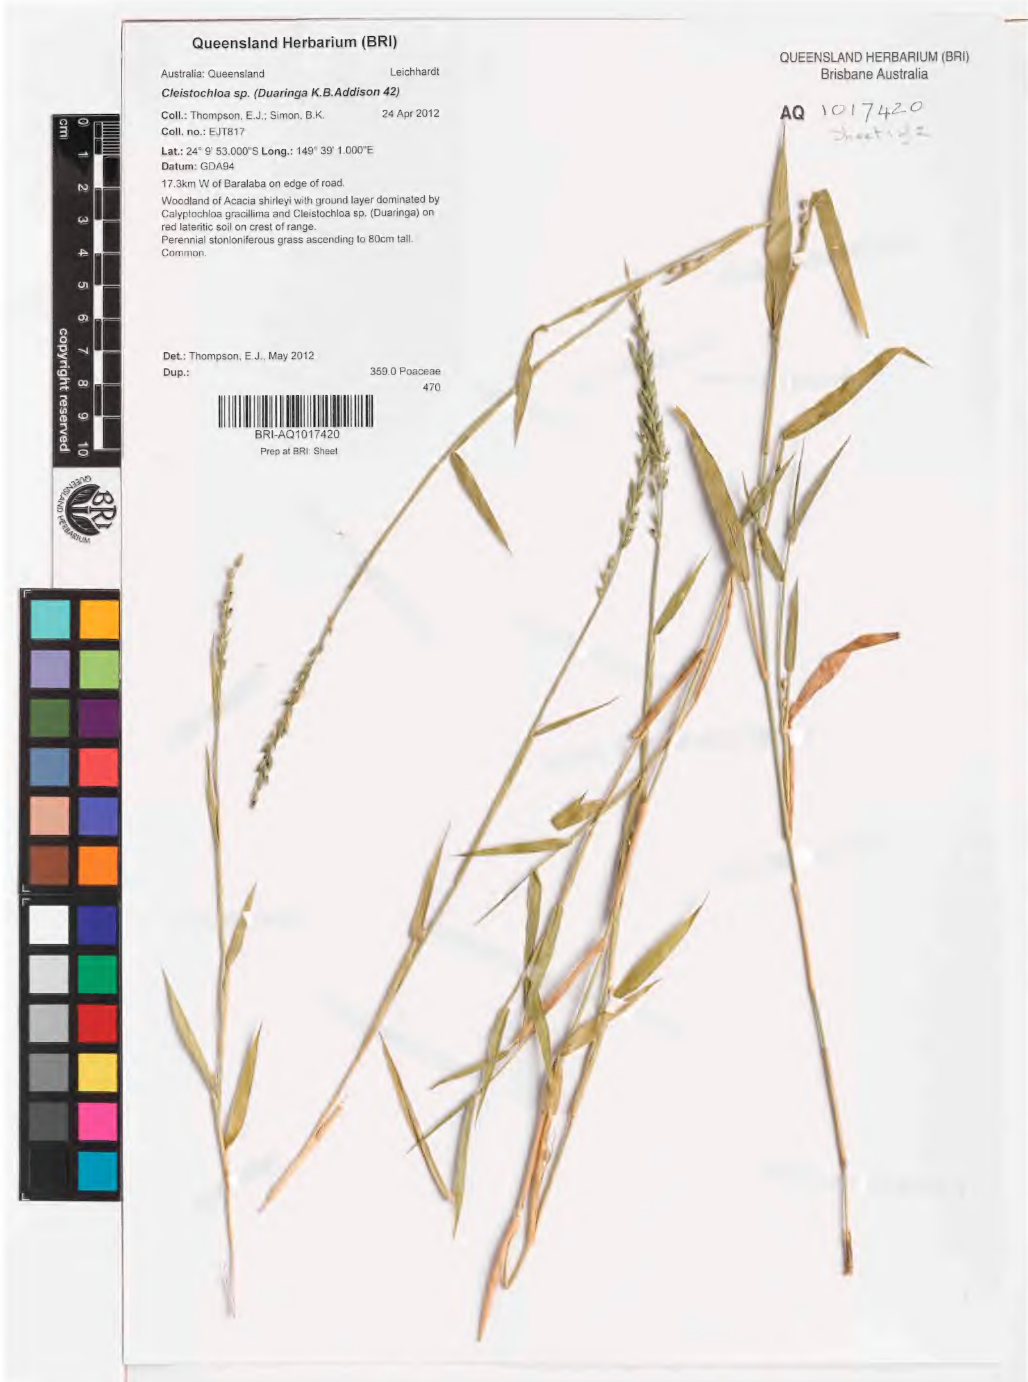 Queensland Herbarium (BRI)
Australia: Queensland Leichhardt
Cleistochloa sp. (Duaringa K.B.Addison 42)
Coll.: Thompson, E.J.; Simon, B.K. 24 Apr 2012
Coll. no.: EJT817
Lat.: 24° 9' 53.000"S Long.: 149° 39' 1.000"E
Datum: GDA94
17.3km W of Baralaba on edge of road.
Woodland of Acacia shirleyi with ground layer dominated by
Calyptochloa gracillima and Cleistochloa sp. (Duaringa) on
red lateritic soil on crest of range.
Perennial stonloniferous grass ascending to 80cm tall.
Common.
Det.: Thompson, E.J., May 2012
Dup.: 359.0 Poaceae
470
BRI-AQ1017420
Prep at BRI: Sheet
QUEENSLAND HERBARIUM (BRI)
Brisbane Australia
AQ 1017420
Sheet 1 of 2
cm 0 1 2 3 4 5 6 7 8 9 10
copyright reserved
QUEENSLAND
BRI
HERBARIUM